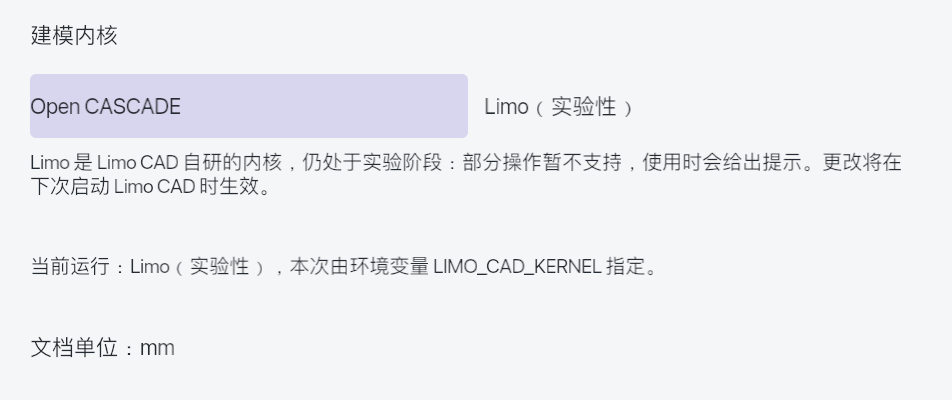 建模内核
Open CASCADE
Limo（实验性）
Limo 是 Limo CAD 自研的内核，仍处于实验阶段：部分操作暂不支持，使用时会给出提示。更改将在
下次启动 Limo CAD 时生效。
当前运行：Limo（实验性），本次由环境变量 LIMO_CAD_KERNEL 指定。
文档单位：mm